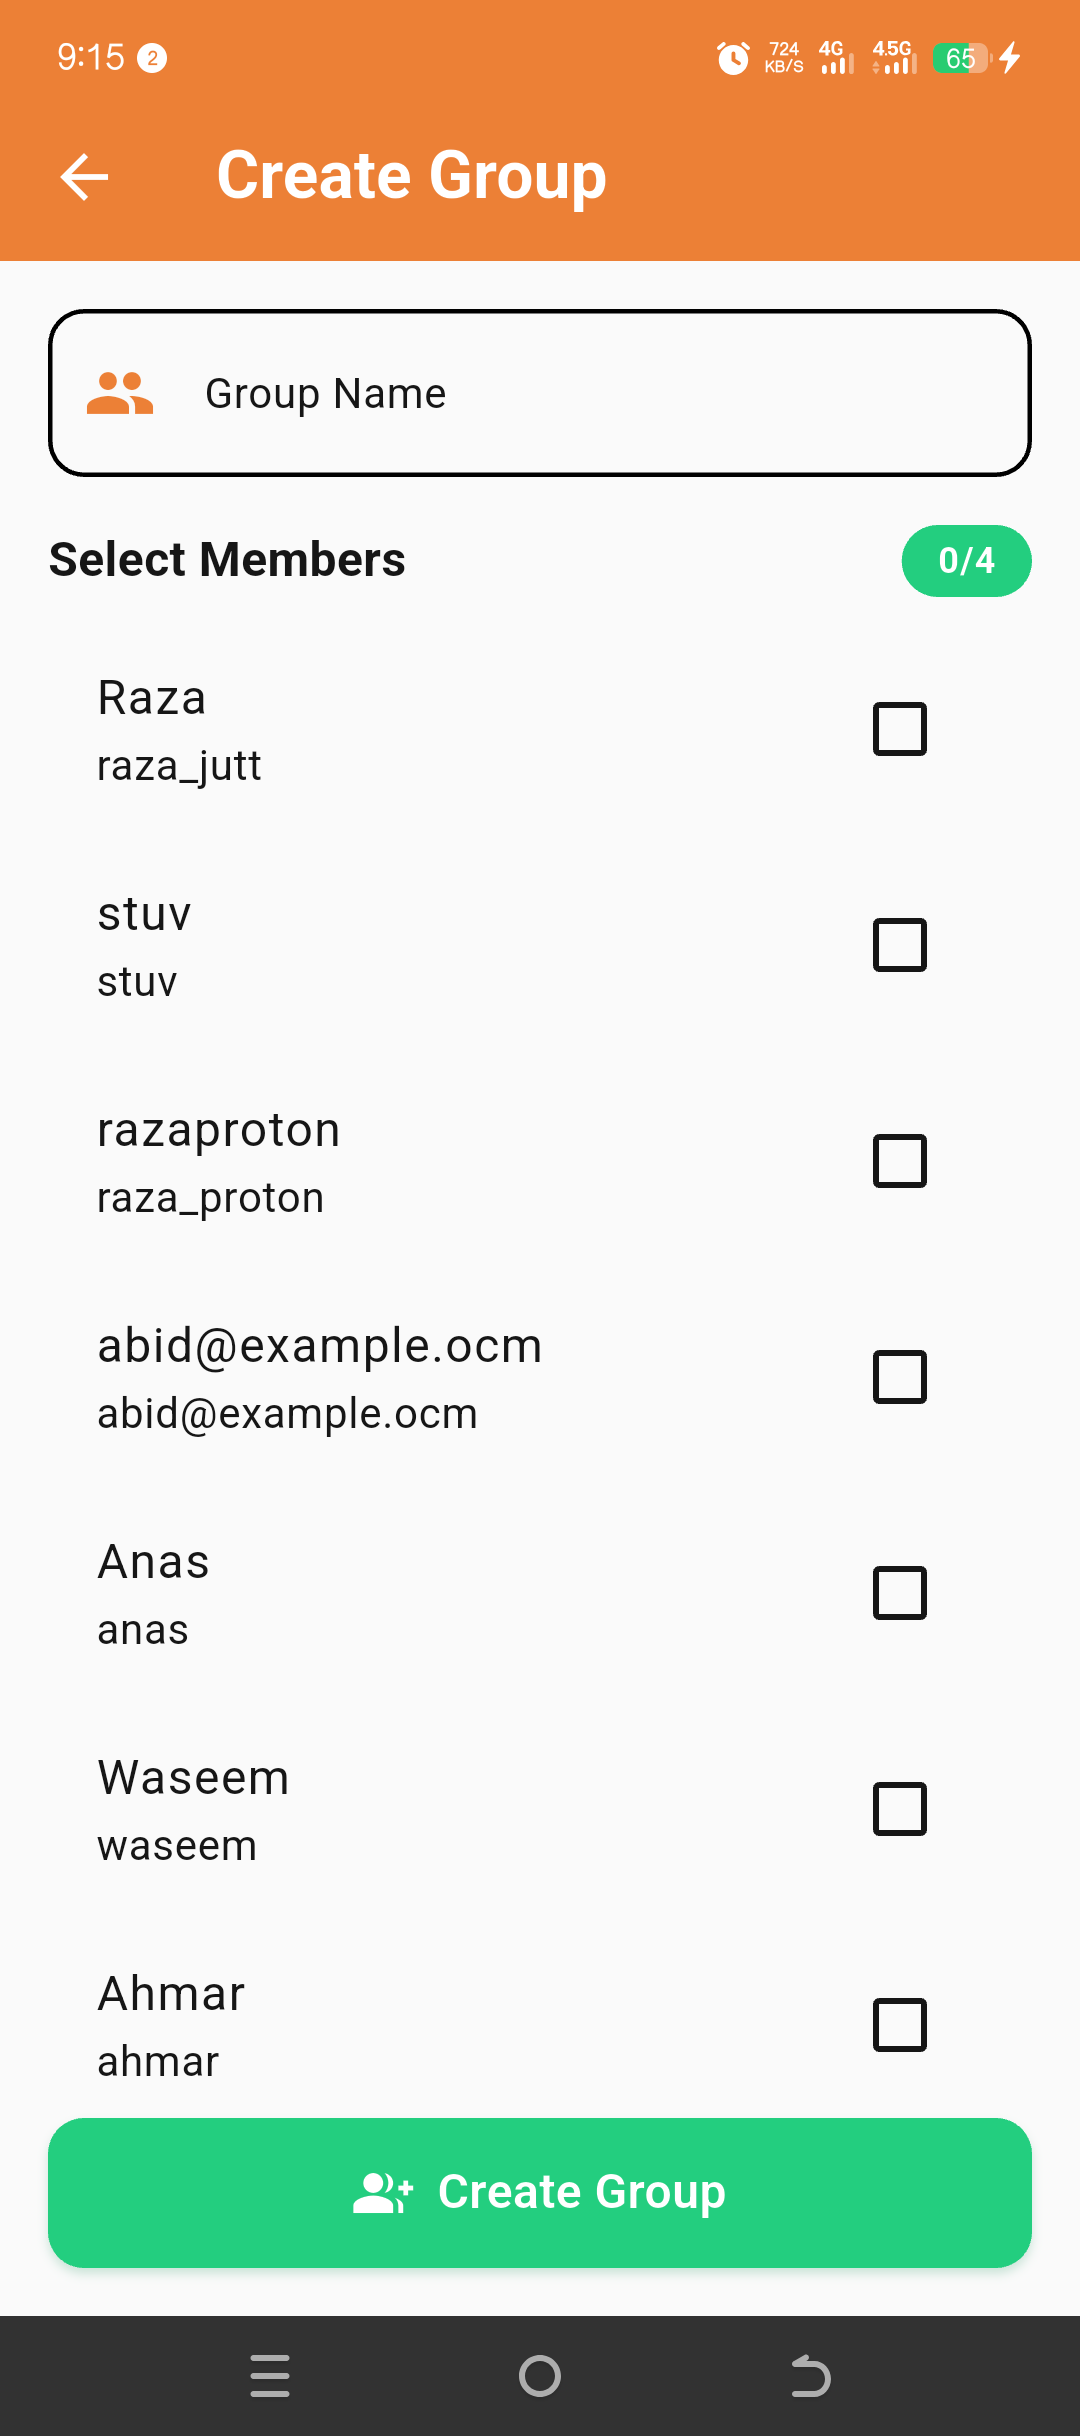 9:15 2 724 KB/S 4G 4.5G 65
Create Group
Group Name
Select Members 0/4
Raza
raza_jutt
stuv
stuv
razaproton
raza_proton
abid@example.ocm
abid@example.ocm
Anas
anas
Waseem
waseem
Ahmar
ahmar
Create Group